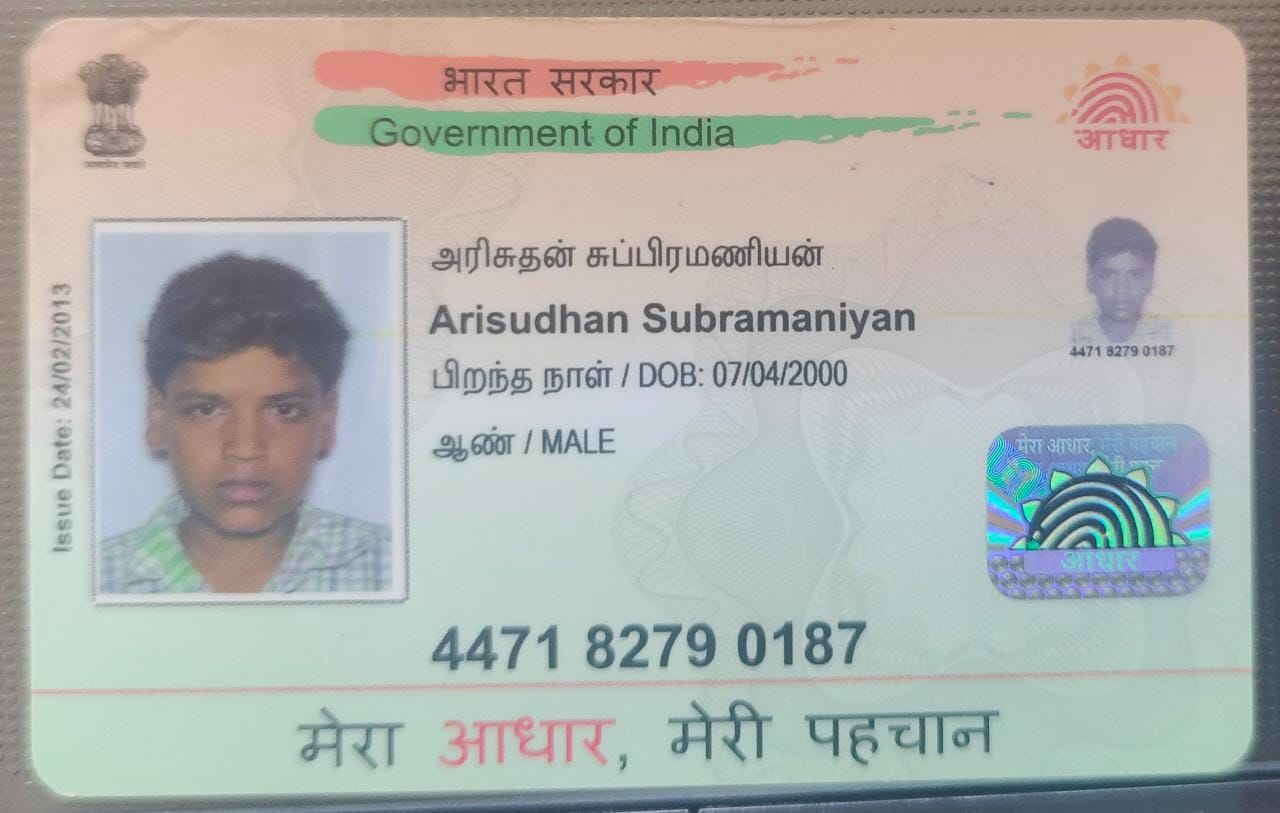 भारत सरकार
Government of India
सत्यमेव जयते
आधार
Issue Date: 24/02/2013
அரிசுதன் சுப்பிரமணியன்
Arisudhan Subramaniyan
பிறந்த நாள் / DOB: 07/04/2000
ஆண் / MALE
4471 8279 0187
मेरा आधार, मेरी पहचान
आधार
4471 8279 0187
मेरा आधार, मेरी पहचान